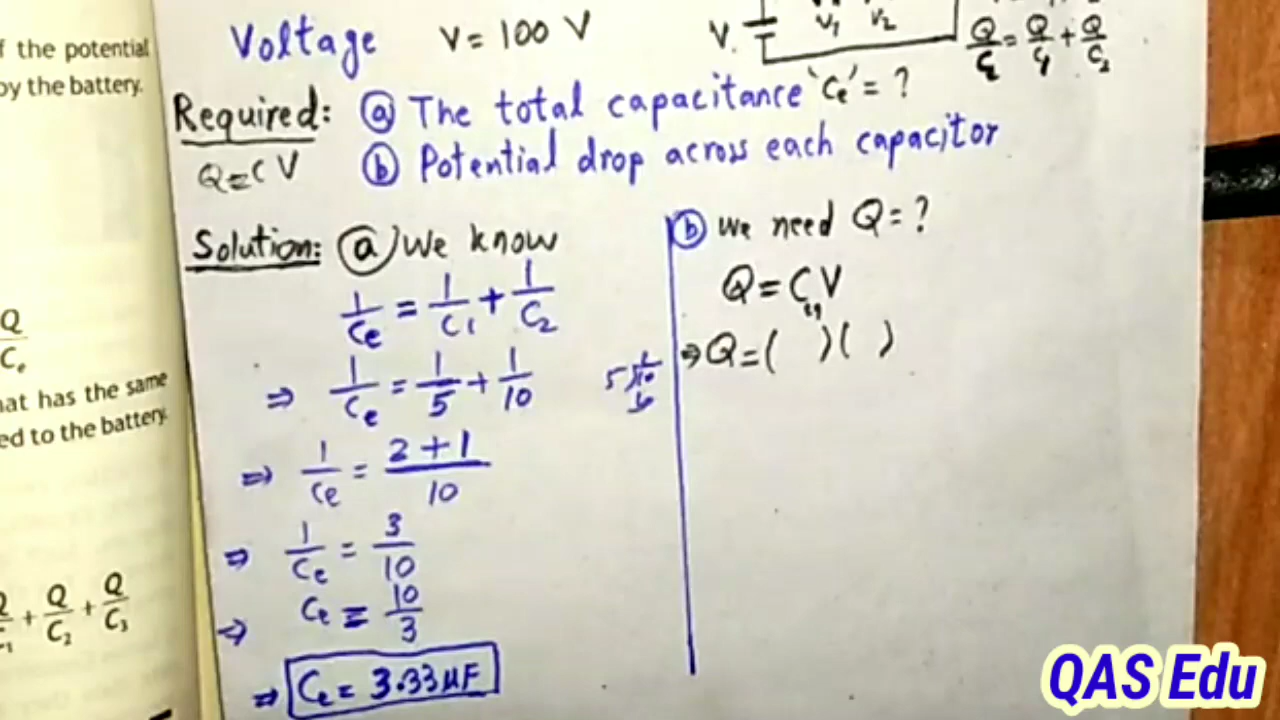 f the potential
by the battery.
Q
Cₑ
hat has the same
ed to the battery.
+ Q/C₂ + Q/C₃
Voltage V = 100 V
V. V₁ V₂
Q/Cₑ = Q/C₁ + Q/C₂
Required: ⓐ The total capacitance 'Cₑ' = ?
Q = CV ⓑ Potential drop across each capacitor
Solution: ⓐ We know
1/Cₑ = 1/C₁ + 1/C₂
⇒ 1/Cₑ = 1/5 + 1/10
⇒ 1/Cₑ = 2+1/10
⇒ 1/Cₑ = 3/10
⇒ Cₑ = 10/3
⇒ Cₑ = 3.33 μF
ⓑ We need Q = ?
Q = Cₑq V
⇒ Q = ( ) ( )
QAS Edu